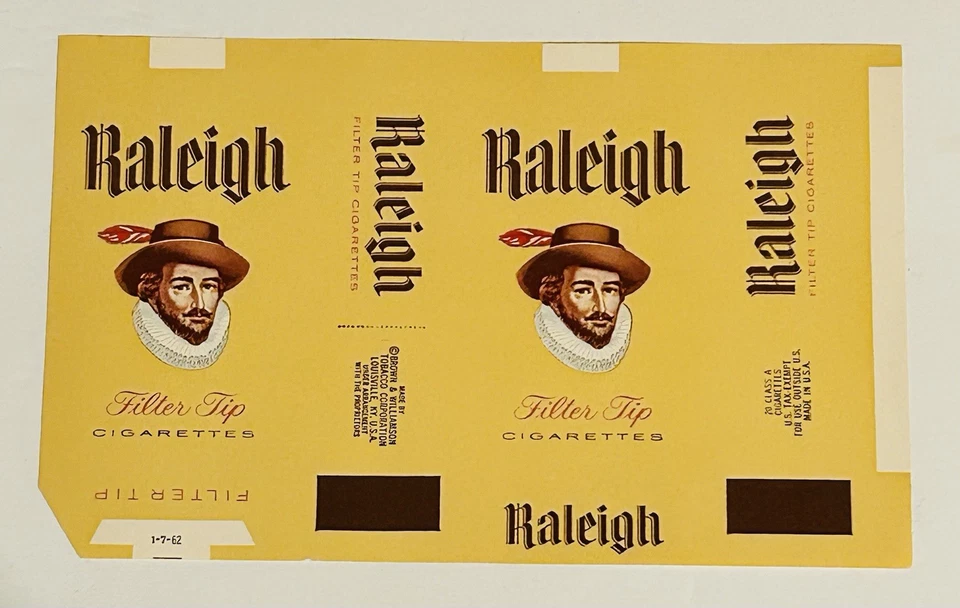 Raleigh
Filter Tip
CIGARETTES
FILTER TIP
1-7-62
Raleigh
FILTER TIP CIGARETTES
MADE BY
©BROWN & WILLIAMSON
TOBACCO CORPORATION
LOUISVILLE, KY U.S.A.
UNDER ARRANGEMENT
WITH THE PROPRIETORS
Raleigh
Filter Tip
CIGARETTES
Raleigh
Raleigh
FILTER TIP CIGARETTES
20 CLASS A
CIGARETTES
U.S. TAX EXEMPT
FOR USE OUTSIDE U.S.
MADE IN U.S.A.